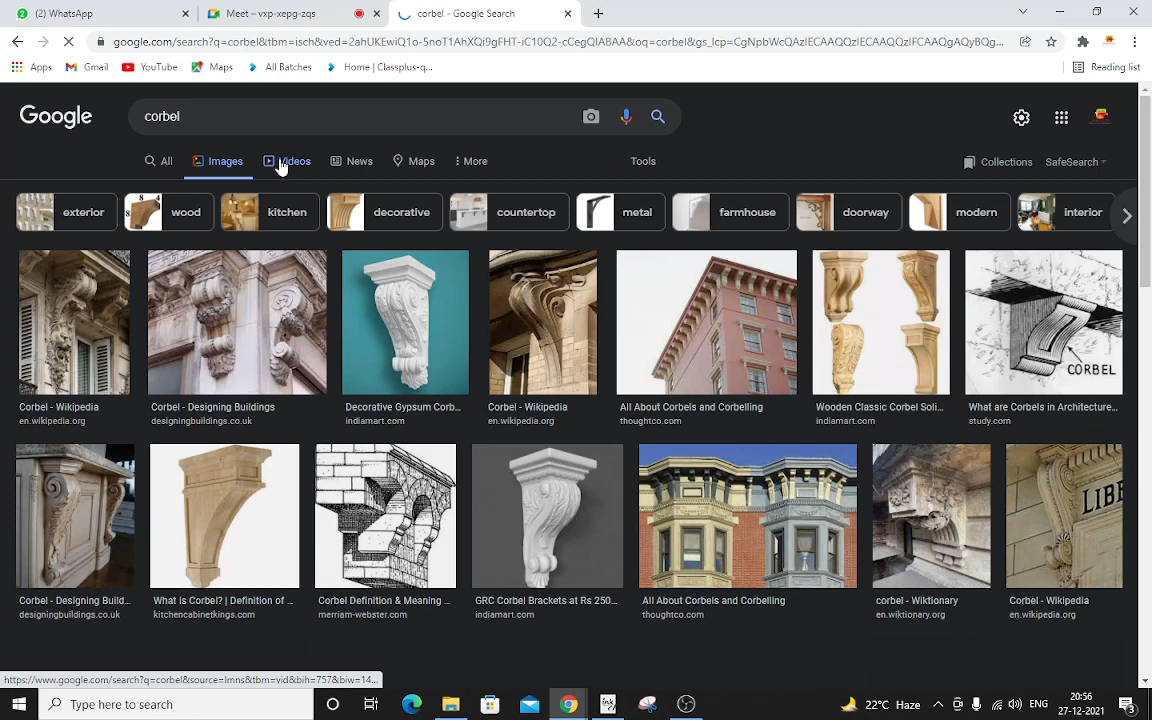 (2) WhatsApp
Meet – vxp-xepg-zqs
corbel - Google Search
google.com/search?q=corbel&tbm=isch&ved=2ahUKEwiQ1o-5noT1AhXQi9gFHT-iC10Q2-cCegQIABAA&oq=corbel&gs_lcp=CgNpbWcQAzIECAAQQzIECAAQQzIFCAAQgAQyBQg...
Apps
Gmail
YouTube
Maps
All Batches
Home | Classplus-q...
Reading list
Google
corbel
All
Images
Videos
News
Maps
More
Tools
Collections
SafeSearch
exterior
wood
kitchen
decorative
countertop
metal
farmhouse
doorway
modern
interior
8 4
8
CORBEL
Corbel - Wikipedia
en.wikipedia.org
Corbel - Designing Buildings
designingbuildings.co.uk
Decorative Gypsum Corb...
indiamart.com
Corbel - Wikipedia
en.wikipedia.org
All About Corbels and Corbelling
thoughtco.com
Wooden Classic Corbel Soli...
indiamart.com
What are Corbels in Architecture...
study.com
LIBE
Corbel - Designing Build...
designingbuildings.co.uk
What is Corbel? | Definition of ...
kitchencabinetkings.com
Corbel Definition & Meaning ...
merriam-webster.com
GRC Corbel Brackets at Rs 250...
indiamart.com
All About Corbels and Corbelling
thoughtco.com
corbel - Wiktionary
en.wiktionary.org
Corbel - Wikipedia
en.wikipedia.org
https://www.google.com/search?q=corbel&source=lmns&tbm=vid&bih=757&biw=14...
Type here to search
ink
22°C Haze
ENG
20:56
27-12-2021
3